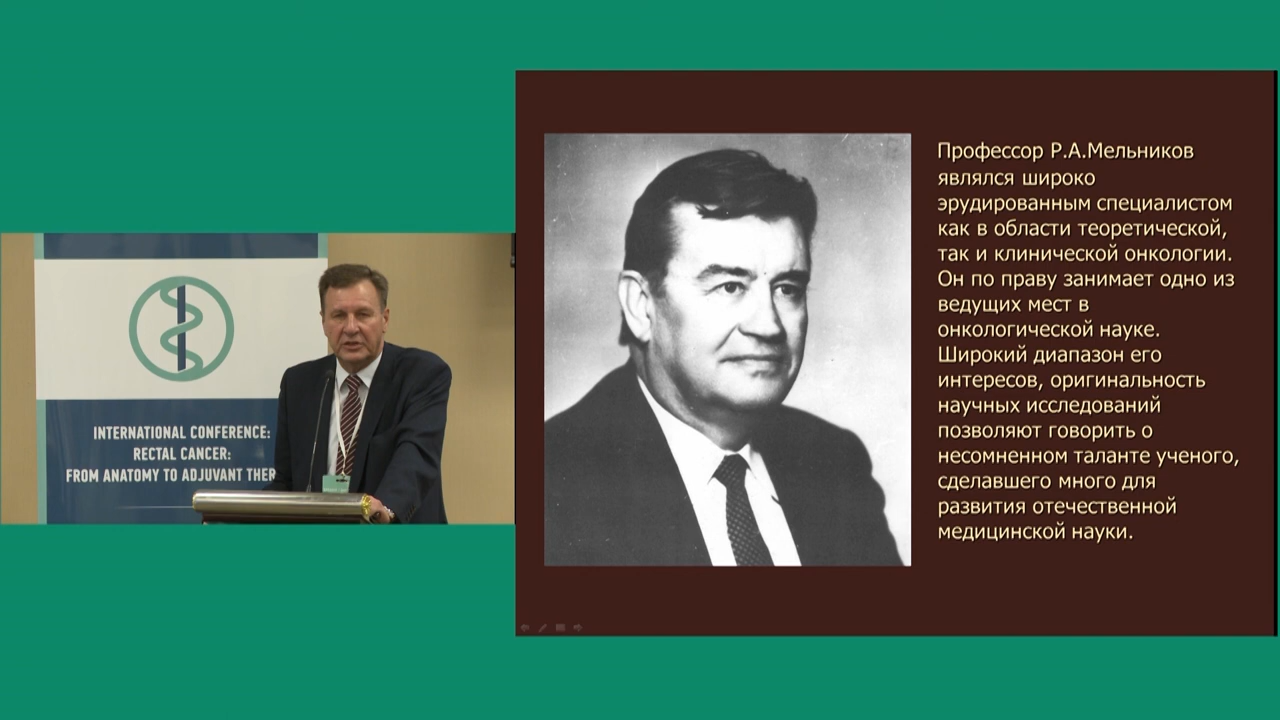 INTERNATIONAL CONFERENCE:
RECTAL CANCER:
FROM ANATOMY TO ADJUVANT THER
Профессор Р.А.Мельников
являлся широко
эрудированным специалистом
как в области теоретической,
так и клинической онкологии.
Он по праву занимает одно из
ведущих мест в
онкологической науке.
Широкий диапазон его
интересов, оригинальность
научных исследований
позволяют говорить о
несомненном таланте ученого,
сделавшего много для
развития отечественной
медицинской науки.